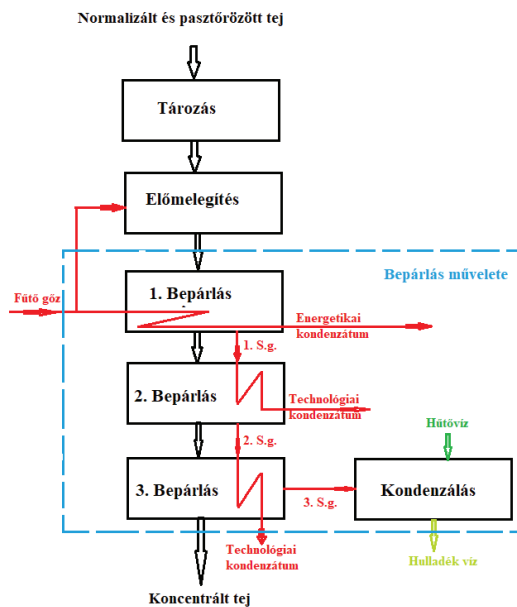 Normalizált és pasztőrözött tej
Tározás
Előmelegítés
Bepárlás művelete
Fűtő gőz
1. Bepárlás
Energetikai
kondenzátum
1. S.g.
2. Bepárlás
Technológiai
kondenzátum
Hűtővíz
2. S.g.
3. Bepárlás
3. S.g.
Kondenzálás
Technológiai
kondenzátum
Hulladék víz
Koncentrált tej